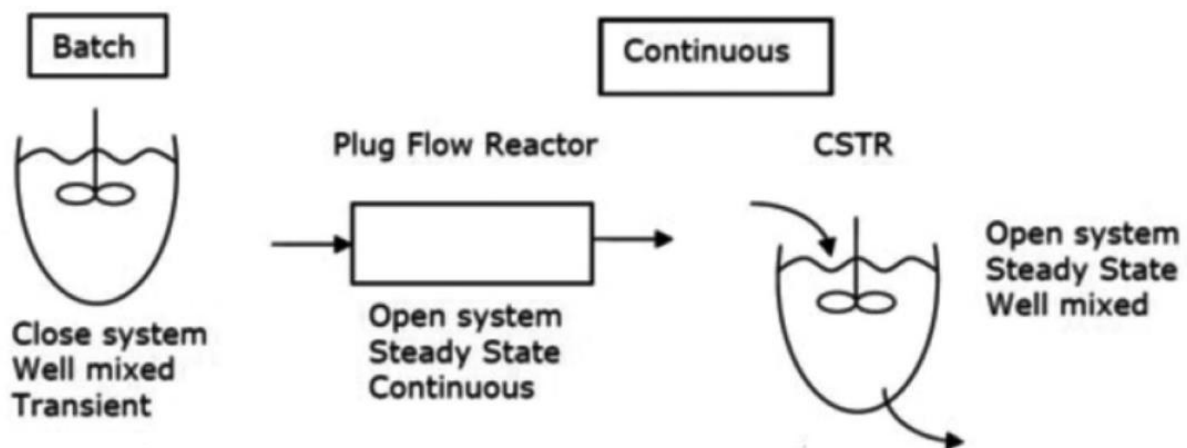 Batch
Continuous
Plug Flow Reactor
CSTR
Close system
Well mixed
Transient
Open system
Steady State
Continuous
Open system
Steady State
Well mixed